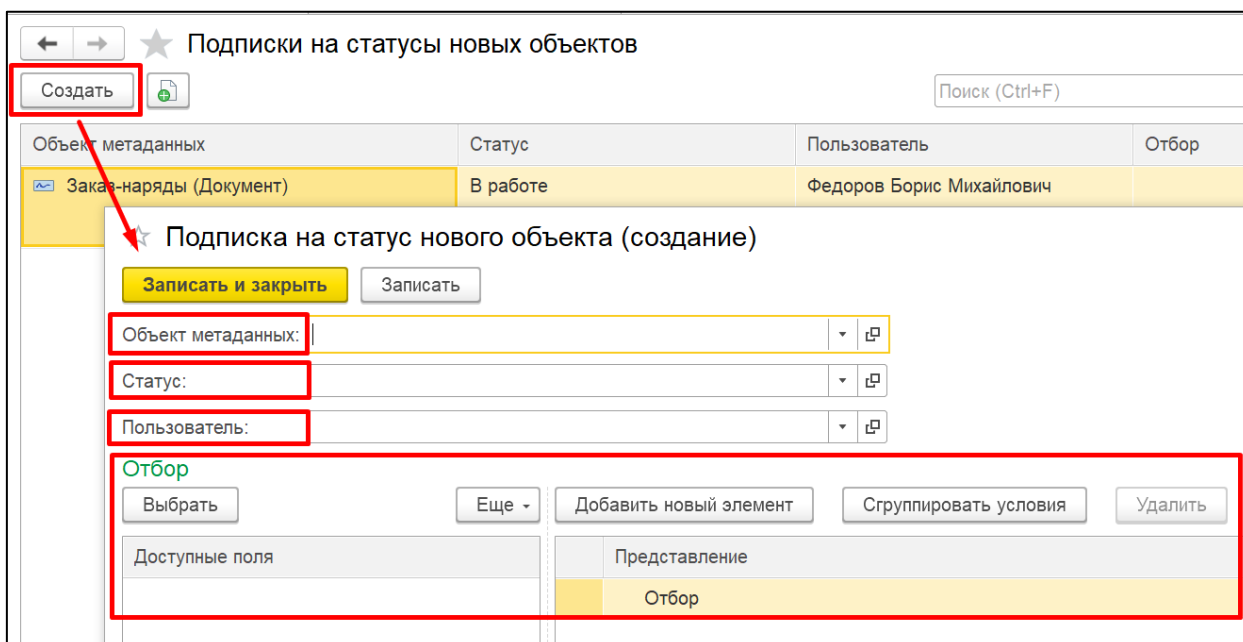 Подписки на статусы новых объектов
Создать Поиск (Ctrl+F)
Объект метаданных Статус Пользователь Отбор
Заказ-наряды (Документ) В работе Федоров Борис Михайлович
Подписка на статус нового объекта (создание)
Записать и закрыть Записать
Объект метаданных:
Статус:
Пользователь:
Отбор
Выбрать Еще Добавить новый элемент Сгруппировать условия Удалить
Доступные поля Представление
Отбор